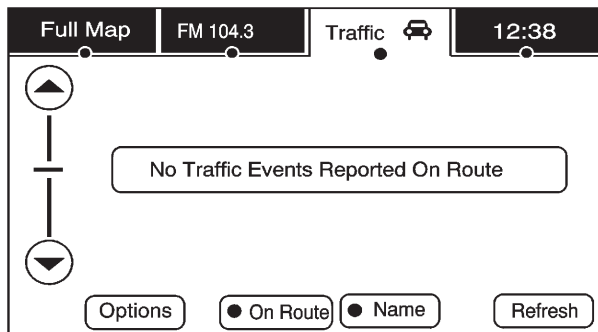 Full Map FM 104.3 Traffic 12:38
No Traffic Events Reported On Route
Options On Route Name Refresh